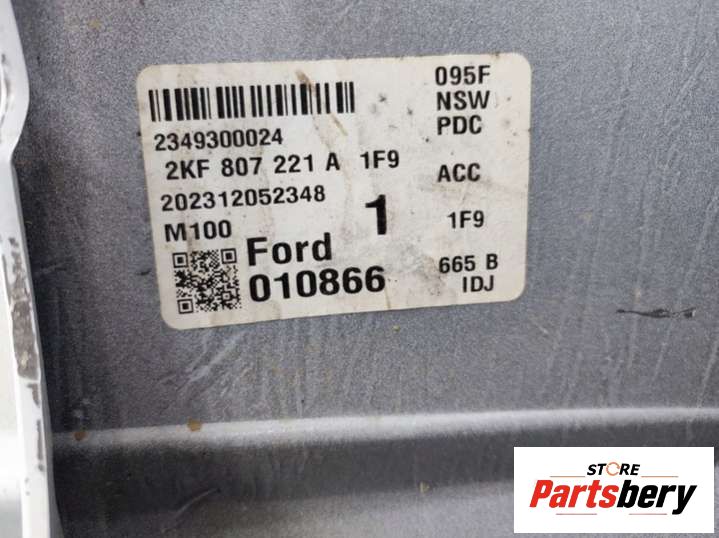 095F
NSW
PDC
2349300024
2KF 807 221 A 1F9
ACC
202312052348
1
1F9
M100
Ford
010866
665 B
IDJ
STORE
Partsbery